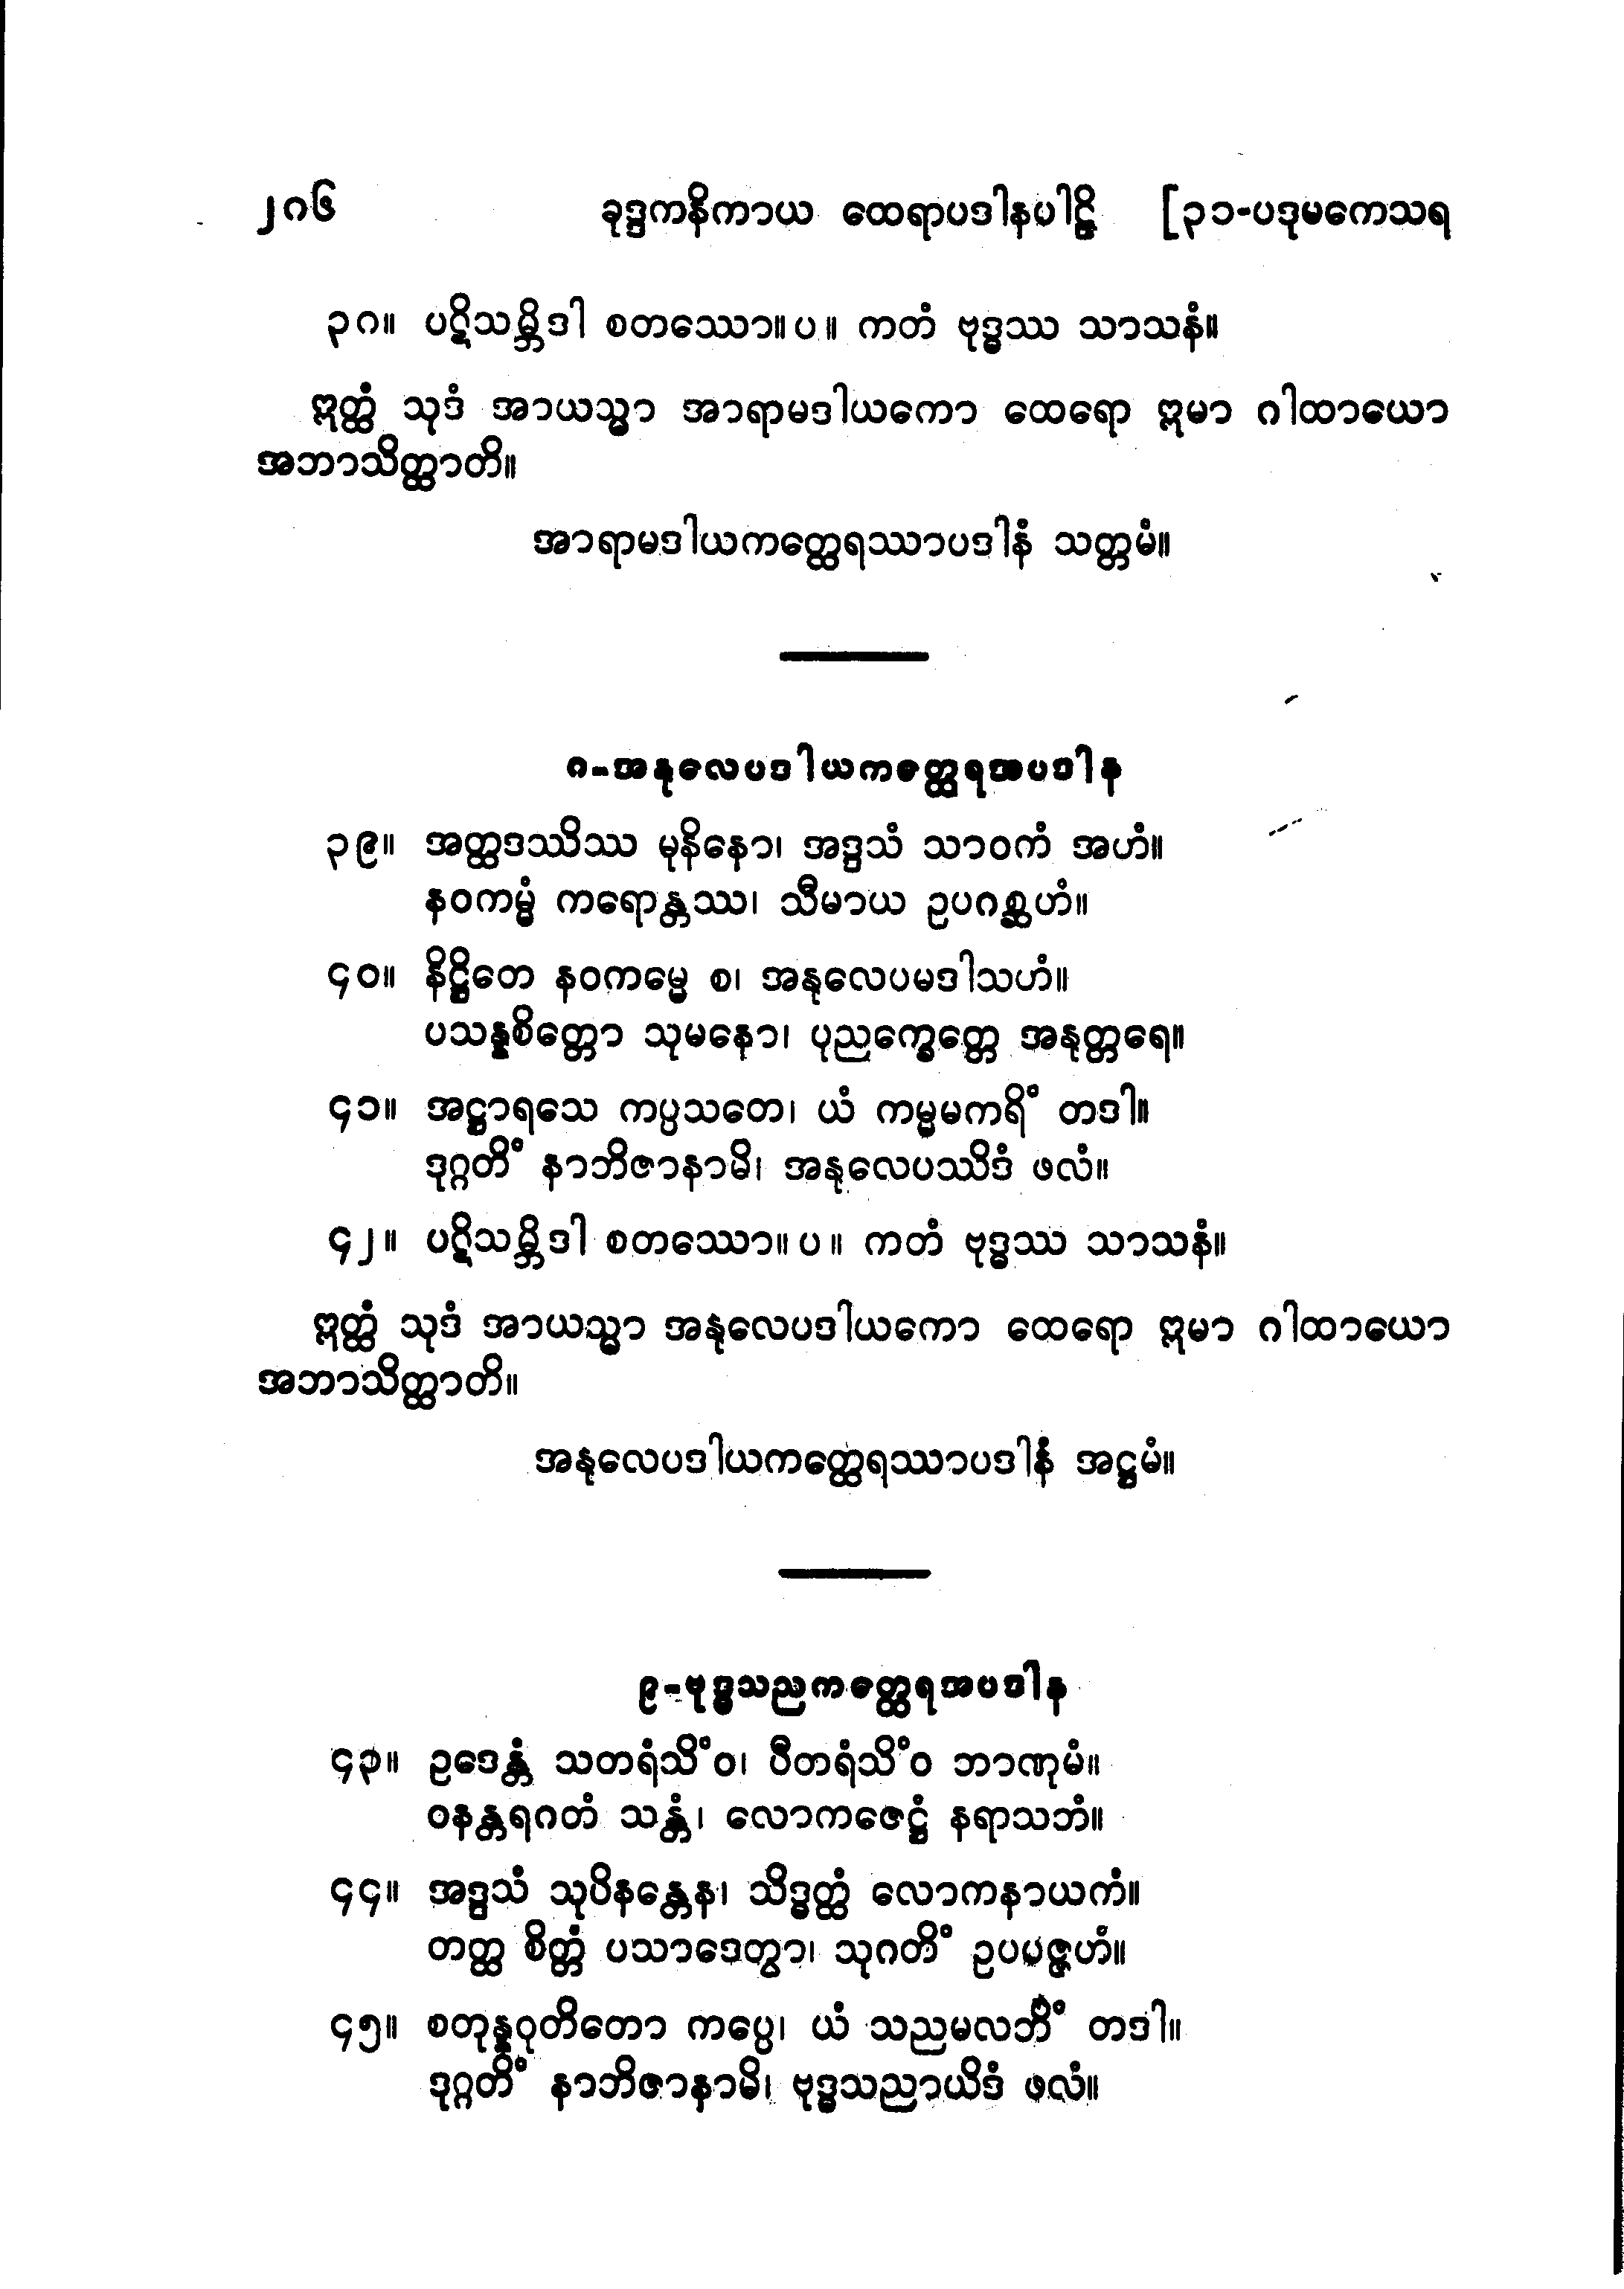 ၂၈၆ ခုဒ္ဒကနိကာယ ထေရာပဒါနပါဠိ [၃၁-ပဒုမကေသရ
၃၈။ ပဋိသမ္ဘိဒါ စတဿော။ ပ ။ ကတံ ဗုဒ္ဓဿ သာသနံ။
ဣတ္ထံ သုဒံ အာယသ္မာ အာရာမဒါယကော ထေရော ဣမာ ဂါထာယော
အဘာသိတ္ထာတိ။
အာရာမဒါယကတ္ထေရဿာပဒါနံ သတ္တမံ။
၈-အနုလေပဒါယကတ္ထေရအပဒါန
၃၉။ အတ္ထဒဿိဿ မုနိနော၊ အဒ္ဒသံ သာဝကံ အဟံ။
နဝကမ္မံ ကရောန္တဿ၊ သီမာယ ဥပဂစ္ဆဟံ။
၄၀။ နိဋ္ဌိတေ နဝကမ္မေ စ၊ အနုလေပမဒါသဟံ။
ပသန္နစိတ္တော သုမနော၊ ပုညက္ခေတ္တေ အနုတ္တရေ။
၄၁။ အဋ္ဌာရသေ ကပ္ပသတေ၊ ယံ ကမ္မမကရိံ တဒါ။
ဒုဂ္ဂတိံ နာဘိဇာနာမိ၊ အနုလေပဿိဒံ ဖလံ။
၄၂။ ပဋိသမ္ဘိဒါ စတဿော။ ပ ။ ကတံ ဗုဒ္ဓဿ သာသနံ။
ဣတ္ထံ သုဒံ အာယသ္မာ အနုလေပဒါယကော ထေရော ဣမာ ဂါထာယော
အဘာသိတ္ထာတိ။
အနုလေပဒါယကတ္ထေရဿာပဒါနံ အဋ္ဌမံ။
၉-ဗုဒ္ဓသညကတ္ထေရအပဒါန
၄၃။ ဥဒေန္တံ သတရံသိံဝ၊ ပီတရံသိံဝ ဘာဏုမံ။
ဝနန္တရဂတံ သန္တံ၊ လောကဇေဋ္ဌံ နရာသဘံ။
၄၄။ အဒ္ဒသံ သုပိနန္တေန၊ သိဒ္ဓတ္ထံ လောကနာယကံ။
တတ္ထ စိတ္တံ ပသာဒေတွာ၊ သုဂတိံ ဥပပဇ္ဇဟံ။
၄၅။ စတုန္နဝုတိတော ကပ္ပေ၊ ယံ သညမလဘိံ တဒါ။
ဒုဂ္ဂတိံ နာဘိဇာနာမိ၊ ဗုဒ္ဓသညာယိဒံ ဖလံ။